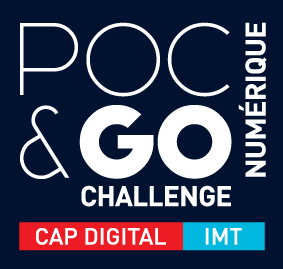 POC
& GO
NUMÉRIQUE
CHALLENGE
CAP DIGITAL IMT